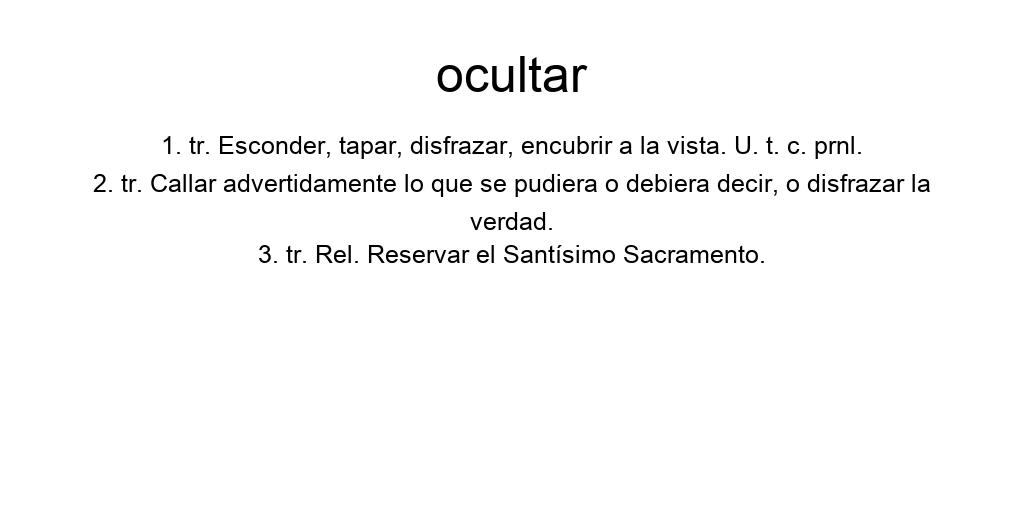 ocultar
1. tr. Esconder, tapar, disfrazar, encubrir a la vista. U. t. c. prnl.
2. tr. Callar advertidamente lo que se pudiera o debiera decir, o disfrazar la
verdad.
3. tr. Rel. Reservar el Santísimo Sacramento.